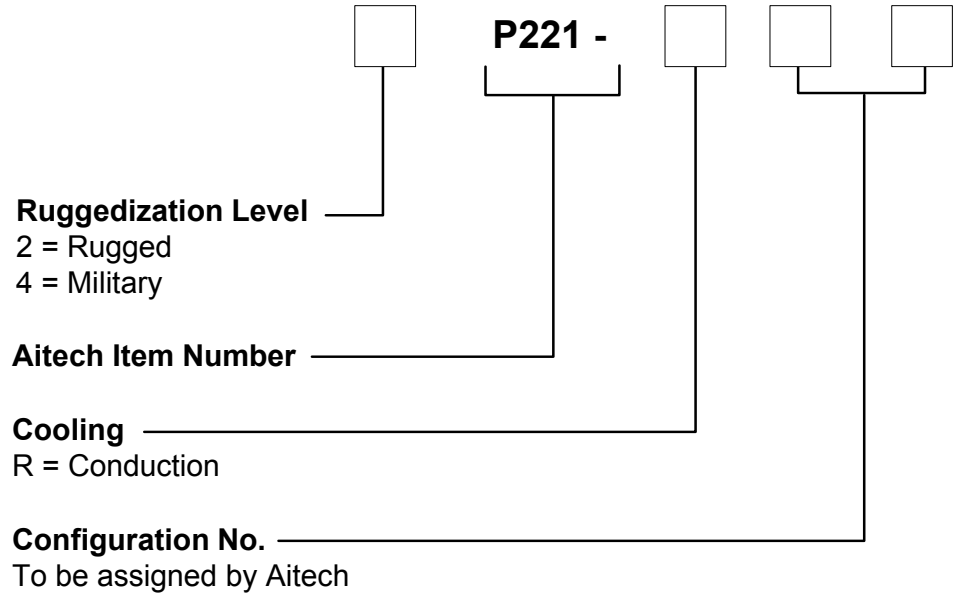 P221 -
Ruggedization Level
2 = Rugged
4 = Military
Aitech Item Number
Cooling
R = Conduction
Configuration No.
To be assigned by Aitech